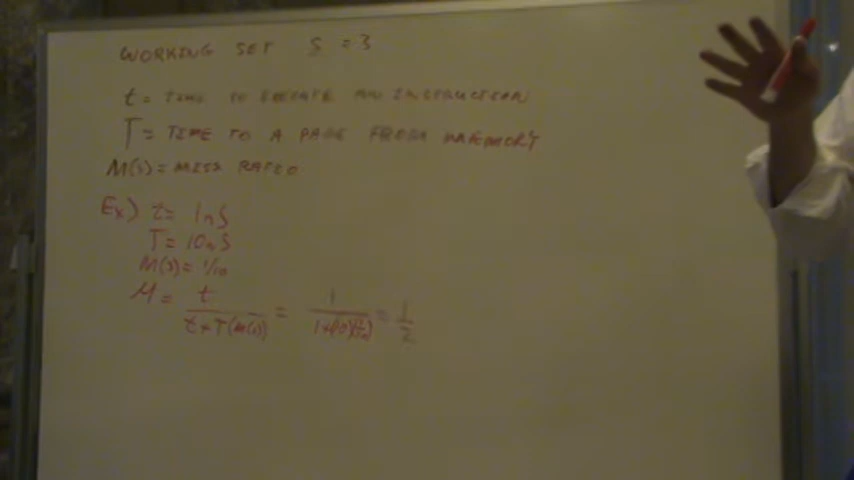 WORKING SET S = 3
t = TIME TO EXECUTE AN INSTRUCTION
T = TIME TO A PAGE FROM MEMORY
M(s) = MISS RATIO
Ex) t = 1ns
T = 10ns
M(s) = 1/10
M = t / (t + T(M(s))) = 1 / (1+(10)(1/10)) = 1/2